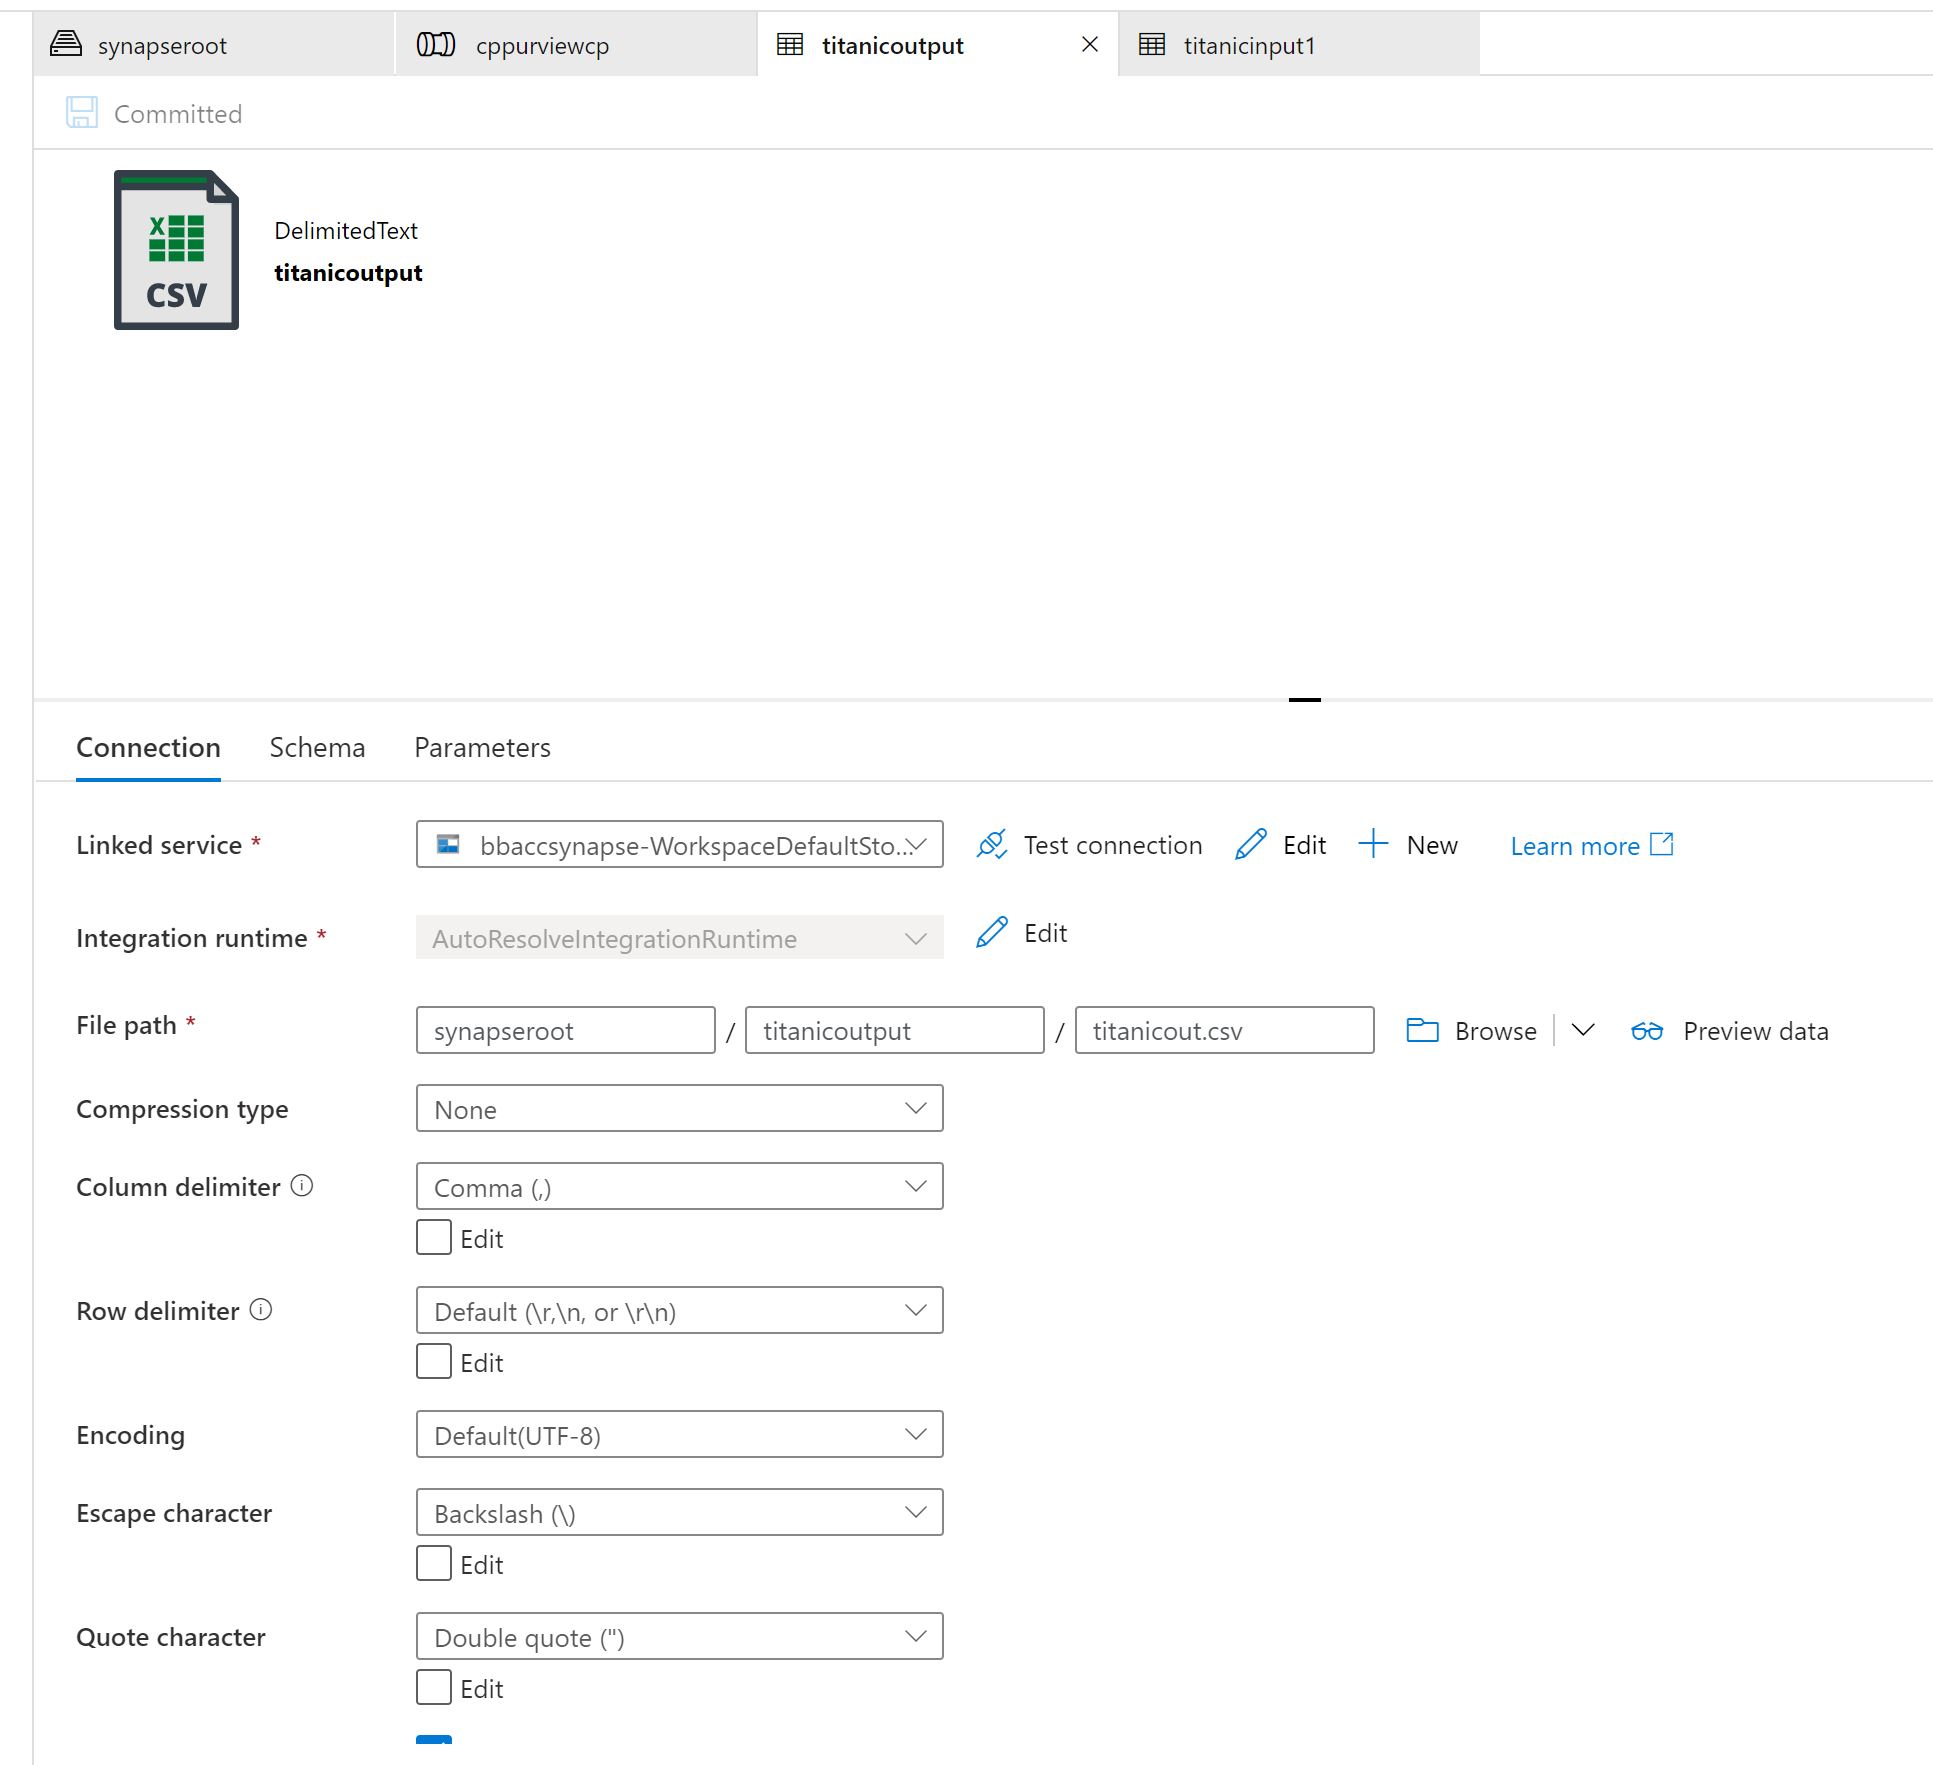 synapseroot
cppurviewcp
titanicoutput
titanicinput1
Committed
X
CSV
DelimitedText
titanicoutput
Connection Schema Parameters
Linked service * bbaccsynapse-WorkspaceDefaultSto... Test connection Edit New Learn more
Integration runtime * AutoResolveIntegrationRuntime Edit
File path * synapseroot / titanicoutput / titanicout.csv Browse Preview data
Compression type None
Column delimiter Comma (,)
Edit
Row delimiter Default (\r,\n, or \r\n)
Edit
Encoding Default(UTF-8)
Escape character Backslash (\)
Edit
Quote character Double quote (")
Edit